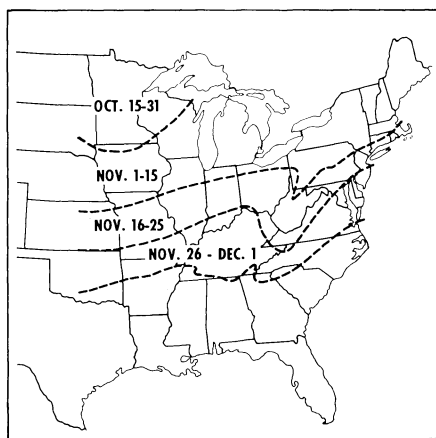 OCT. 15-31
NOV. 1-15
NOV. 16-25
NOV. 26 - DEC. 1